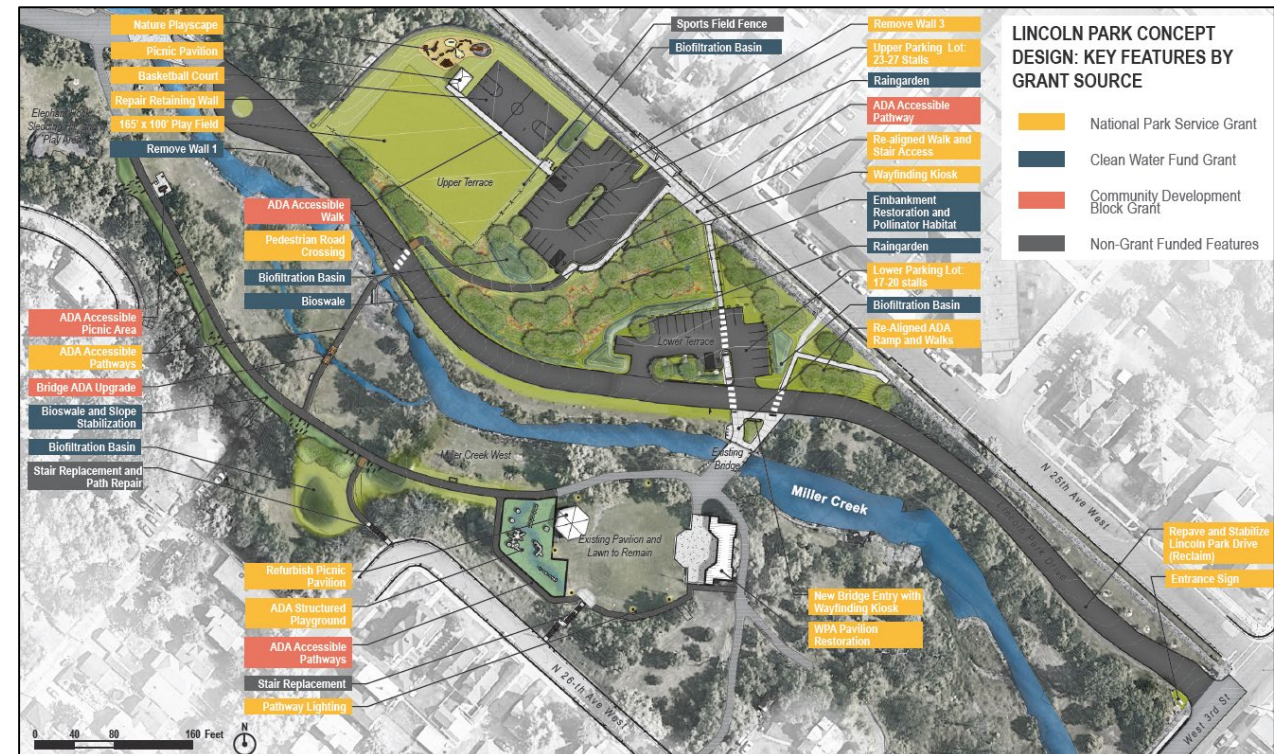 LINCOLN PARK CONCEPT
DESIGN: KEY FEATURES BY
GRANT SOURCE
National Park Service Grant
Clean Water Fund Grant
Community Development
Block Grant
Non-Grant Funded Features
Nature Playscape
Picnic Pavilion
Basketball Court
Repair Retaining Wall
165' x 100' Play Field
Remove Wall 1
Sports Field Fence
Biofiltration Basin
Remove Wall 3
Upper Parking Lot:
23-27 Stalls
Raingarden
ADA Accessible
Pathway
Re-aligned Walk and
Stair Access
Wayfinding Kiosk
Embankment
Restoration and
Pollinator Habitat
Raingarden
Lower Parking Lot:
17-20 stalls
Biofiltration Basin
Re-Aligned ADA
Ramp and Walks
Upper Terrace
ADA Accessible
Walk
Pedestrian Road
Crossing
Biofiltration Basin
Bioswale
ADA Accessible
Picnic Area
ADA Accessible
Pathways
Bridge ADA Upgrade
Bioswale and Slope
Stabilization
Biofiltration Basin
Stair Replacement and
Path Repair
Lower Terrace
Miller Creek West
Existing
Bridge
Miller Creek
N 25th Ave West
Existing Pavilion and
Lawn to Remain
Refurbish Picnic
Pavilion
ADA Structured
Playground
ADA Accessible
Pathways
Stair Replacement
Pathway Lighting
New Bridge Entry with
Wayfinding Kiosk
WPA Pavilion
Restoration
Repave and Stabilize
Lincoln Park Drive
(Reclaim)
Entrance Sign
N 26-th Ave West
West 3rd St
0 40 80 160 Feet
N